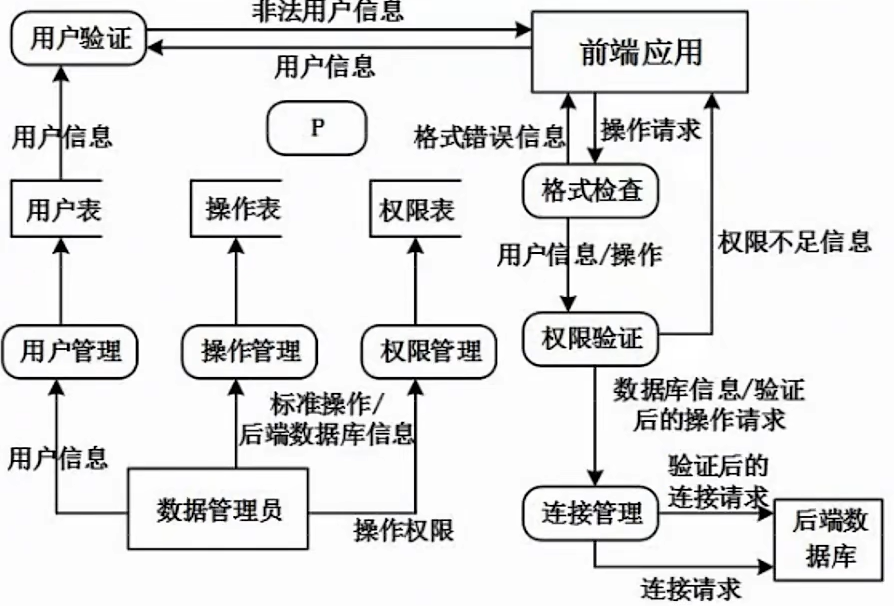 非法用户信息
用户验证
前端应用
用户信息
P
用户信息
格式错误信息
操作请求
格式检查
用户表
操作表
权限表
用户信息/操作
权限不足信息
用户管理
操作管理
权限管理
权限验证
标准操作/
后端数据库信息
数据库信息/验证
后的操作请求
用户信息
数据管理员
操作权限
验证后的
连接请求
连接管理
后端数
据库
连接请求